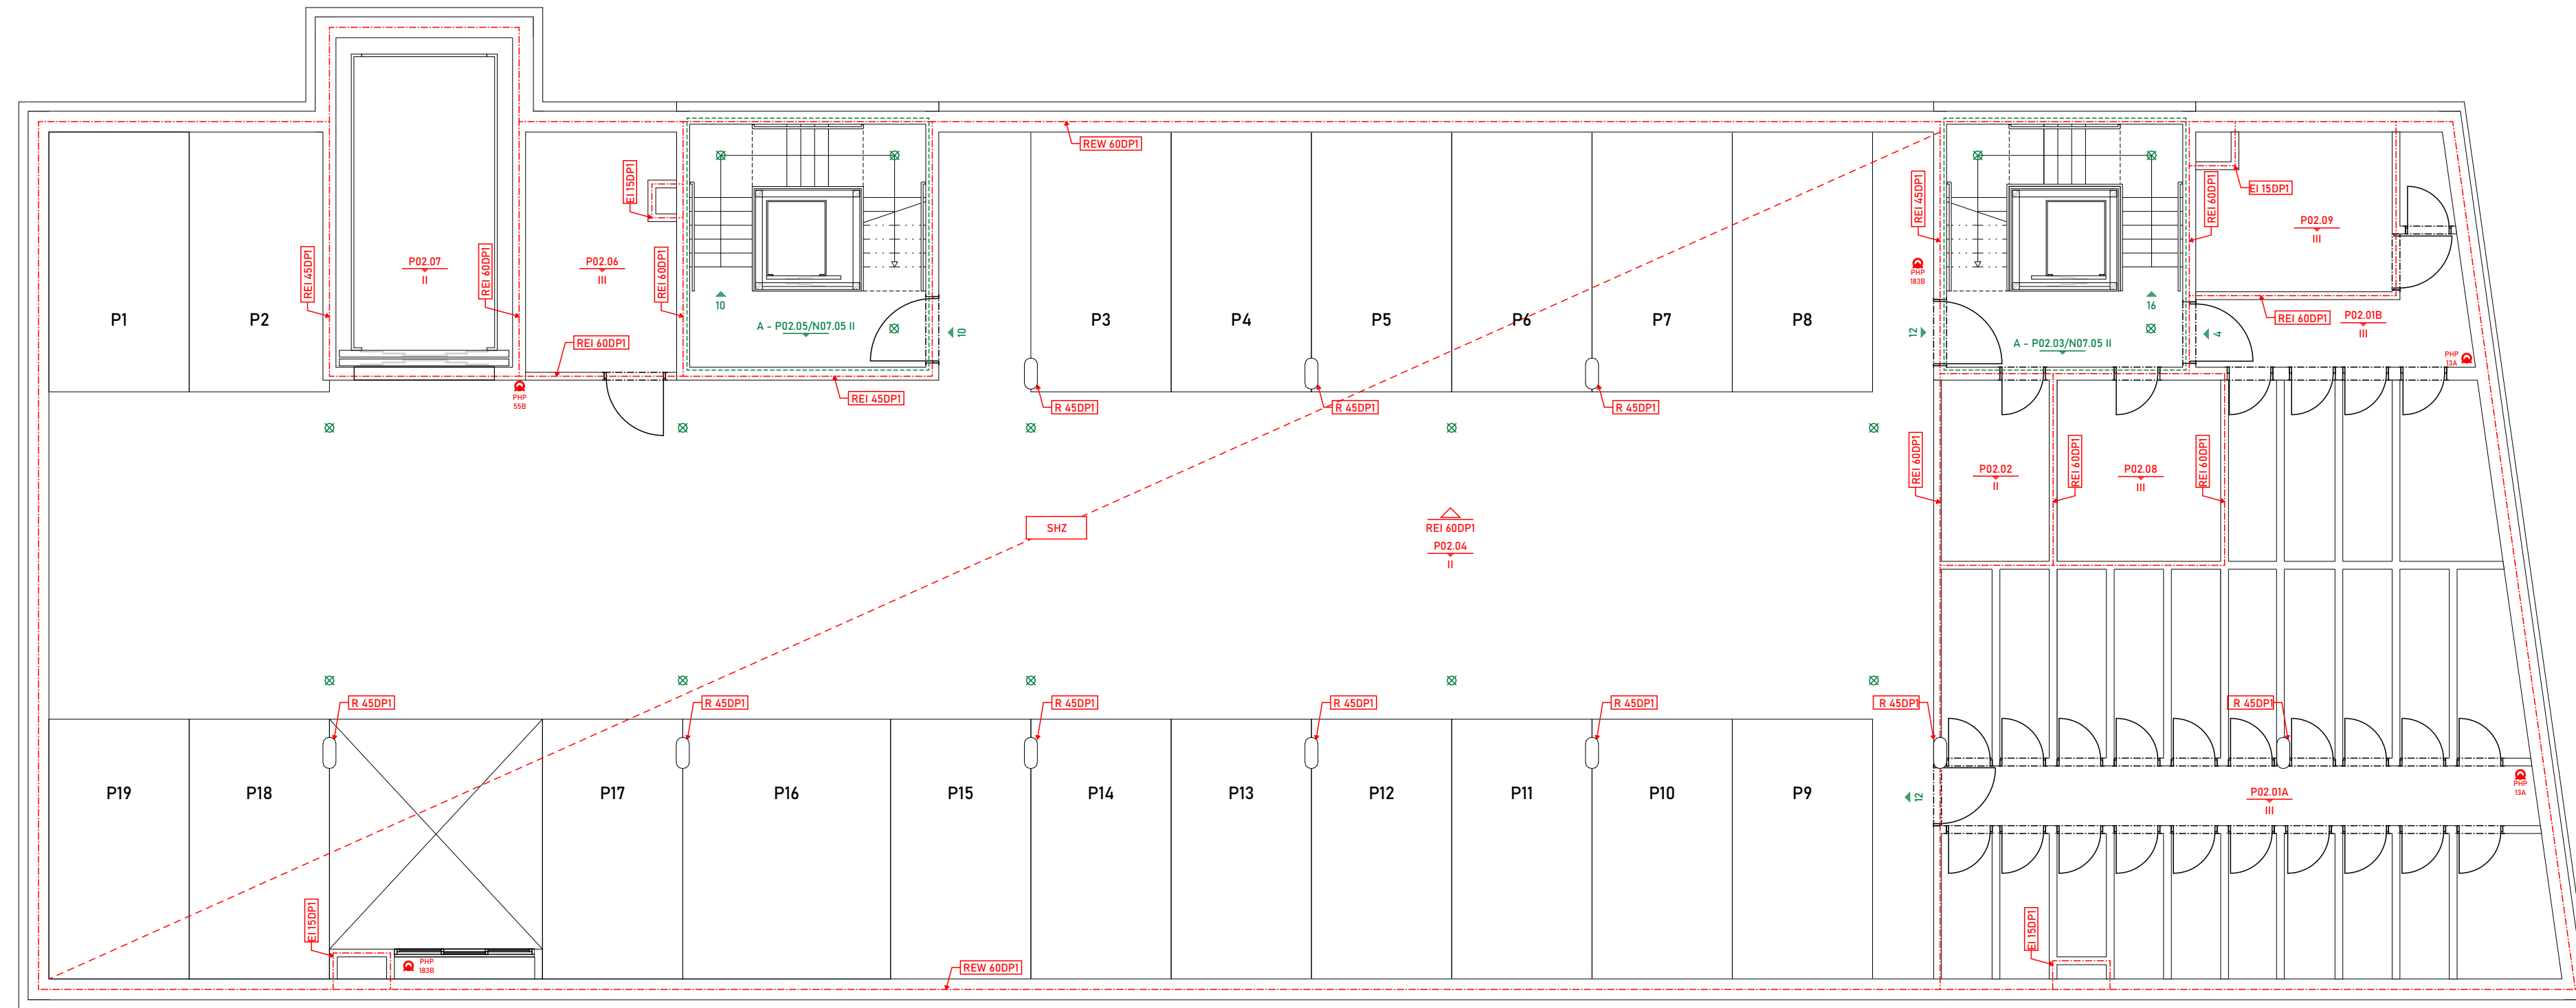 REW 60DP1
EI 15DP1
REI 45DP1
P02.07
II
REI 60DP1
P02.06
III
REI 60DP1
10
A - P02.05/N07.05 II
10
REI 60DP1
REI 45DP1
PHP
55B
P1
P2
P3
P4
P5
P6
P7
P8
R 45DP1
R 45DP1
R 45DP1
REI 45DP1
PHP
183B
12
16
A - P02.03/N07.05 II
4
REI 60DP1
EI 15DP1
P02.09
III
REI 60DP1
P02.01B
III
PHP
13A
REI 60DP1
P02.02
II
REI 60DP1
P02.08
III
REI 60DP1
SHZ
REI 60DP1
P02.04
II
R 45DP1
R 45DP1
R 45DP1
R 45DP1
R 45DP1
R 45DP1
R 45DP1
P19
P18
P17
P16
P15
P14
P13
P12
P11
P10
P9
12
P02.01A
III
PHP
13A
EI 15DP1
PHP
183B
REW 60DP1
EI 15DP1